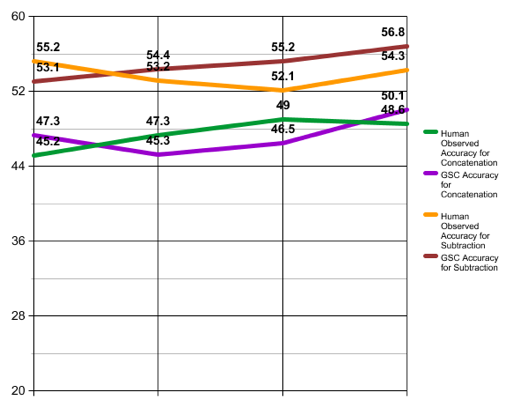 60
56.8
55.2
54.4
55.2
54.3
53.1
53.2
52.1
52
50.1
49
48.6
47.3
47.3
46.5
45.2
45.3
44
36
28
20
Human
Observed
Accuracy for
Concatenation
GSC Accuracy
for
Concatenation
Human
Observed
Accuracy for
Subtraction
GSC Accuracy
for Subtraction